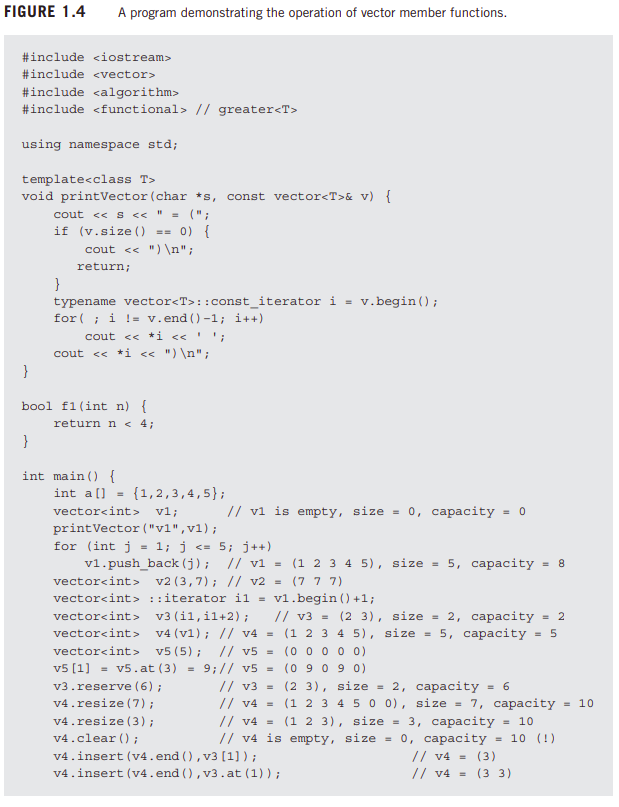 FIGURE 1.4 A program demonstrating the operation of vector member functions.
#include <iostream>
#include <vector>
#include <algorithm>
#include <functional> // greater<T>
using namespace std;
template<class T>
void printVector(char *s, const vector<T>& v) {
    cout << s << " = (";
    if (v.size() == 0) {
        cout << ")\n";
       return;
    }
    typename vector<T>::const_iterator i = v.begin();
    for( ; i != v.end()-1; i++)
        cout << *i << ' ';
    cout << *i << ")\n";
}
bool f1(int n) {
    return n < 4;
}
int main() {
    int a[] = {1,2,3,4,5};
    vector<int>  v1;      // v1 is empty, size = 0, capacity = 0
    printVector("v1",v1);
    for (int j = 1; j <= 5; j++)
        v1.push_back(j);  // v1 = (1 2 3 4 5), size = 5, capacity = 8
    vector<int>  v2(3,7); // v2 = (7 7 7)
    vector<int> ::iterator i1 = v1.begin()+1;
    vector<int>  v3(i1,i1+2);   // v3 = (2 3), size = 2, capacity = 2
    vector<int>  v4(v1); // v4 = (1 2 3 4 5), size = 5, capacity = 5
    vector<int>  v5(5);  // v5 = (0 0 0 0 0)
    v5[1] = v5.at(3) = 9;// v5 = (0 9 0 9 0)
    v3.reserve(6);       // v3 = (2 3), size = 2, capacity = 6
    v4.resize(7);        // v4 = (1 2 3 4 5 0 0), size = 7, capacity = 10
    v4.resize(3);        // v4 = (1 2 3), size = 3, capacity = 10
    v4.clear();          // v4 is empty, size = 0, capacity = 10 (!)
    v4.insert(v4.end(),v3[1]);                // v4 = (3)
    v4.insert(v4.end(),v3.at(1));             // v4 = (3 3)